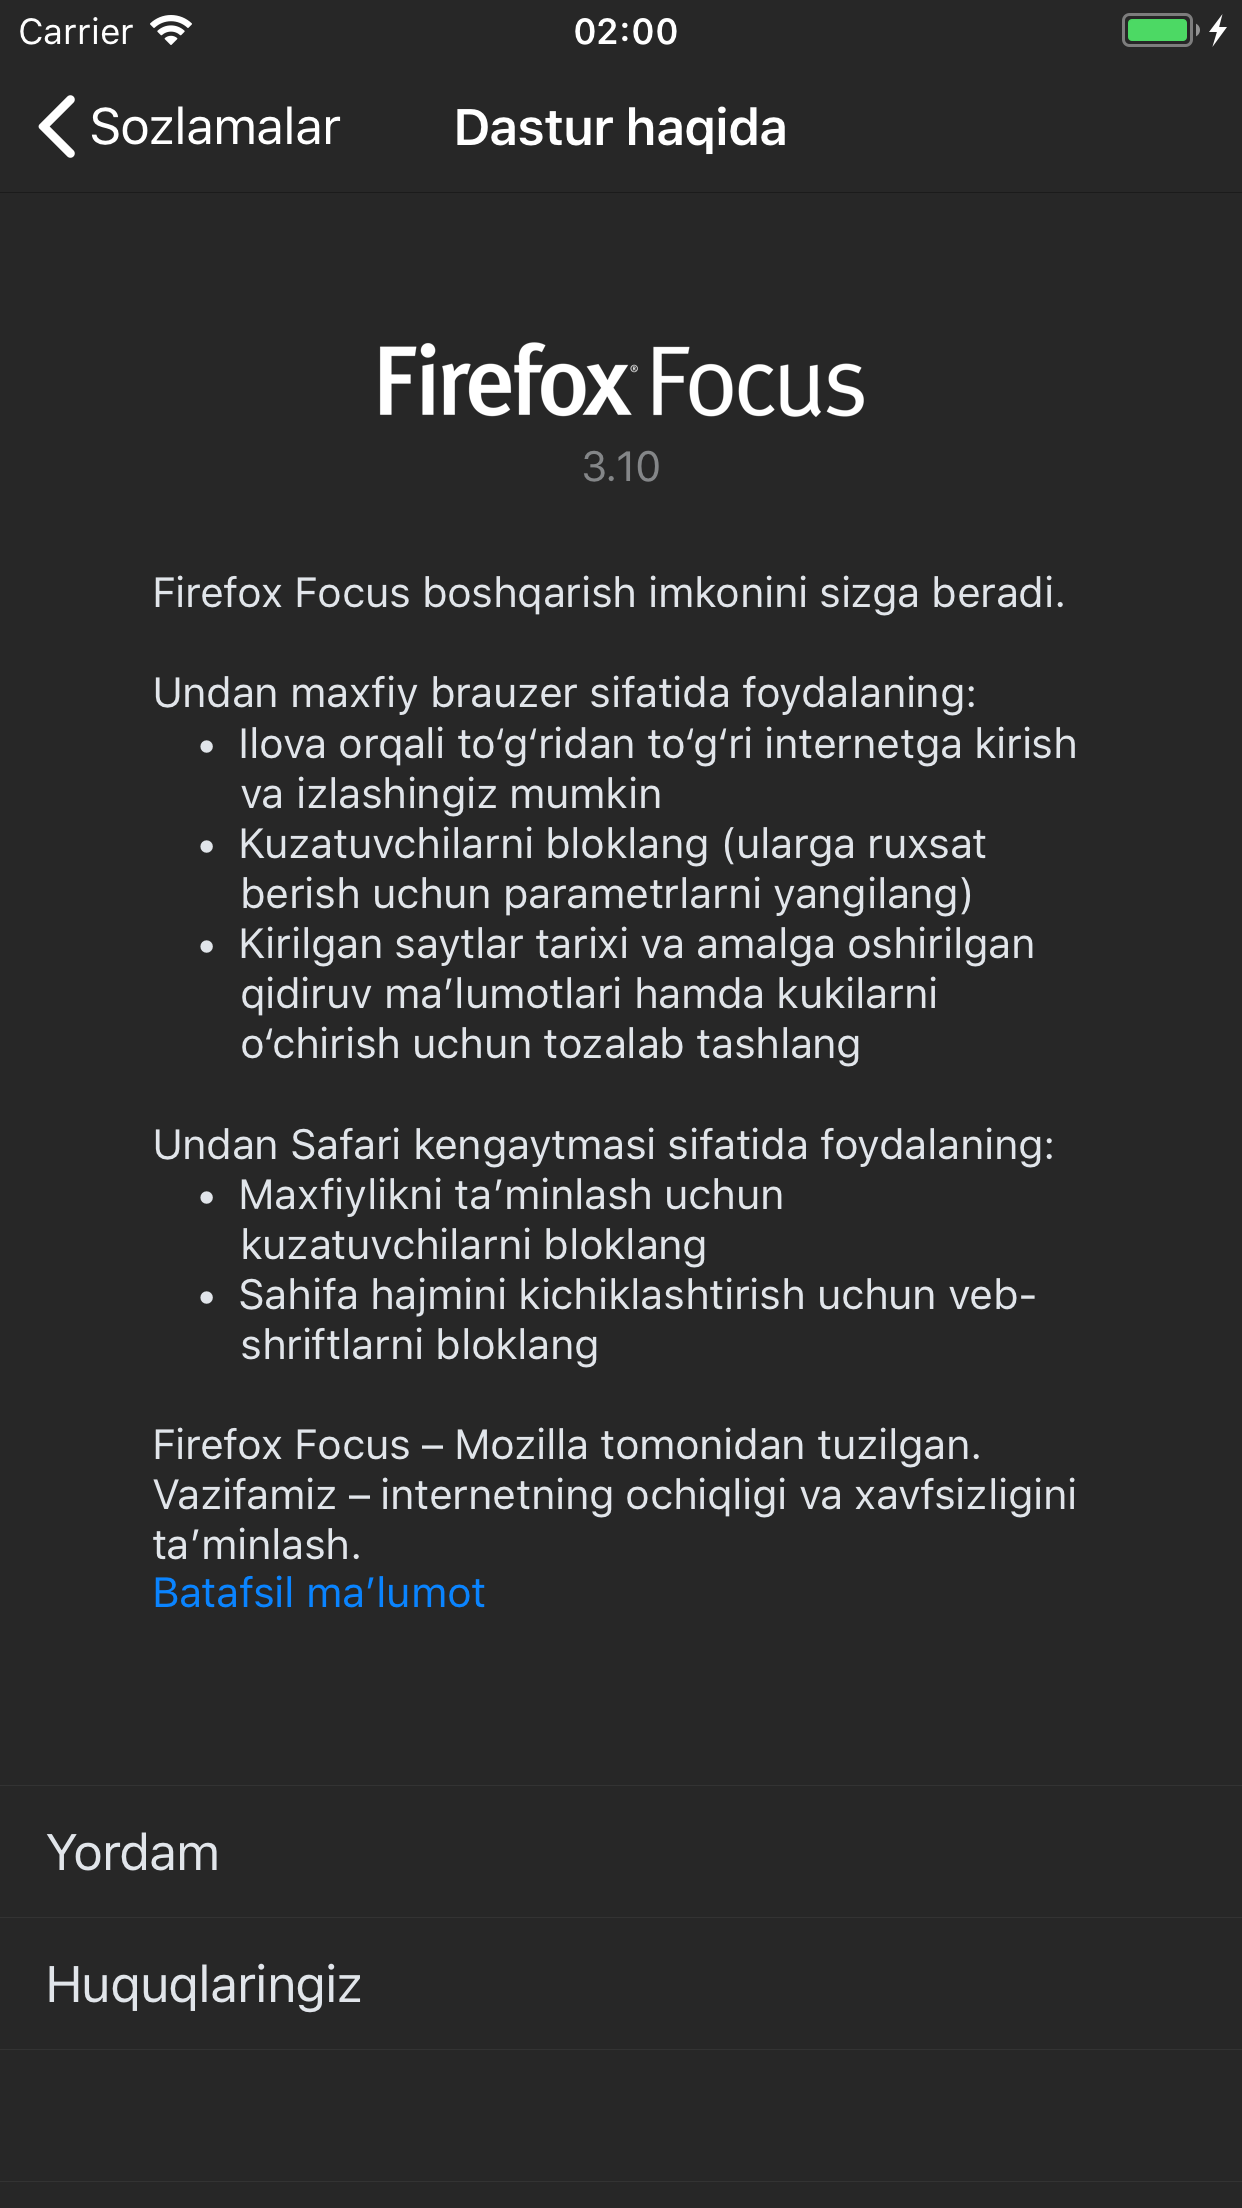 Carrier 02:00
Sozlamalar Dastur haqida
Firefox® Focus
3.10
Firefox Focus boshqarish imkonini sizga beradi.
Undan maxfiy brauzer sifatida foydalaning:
• Ilova orqali to‘g‘ridan to‘g‘ri internetga kirish
va izlashingiz mumkin
• Kuzatuvchilarni bloklang (ularga ruxsat
berish uchun parametrlarni yangilang)
• Kirilgan saytlar tarixi va amalga oshirilgan
qidiruv ma’lumotlari hamda kukilarni
o‘chirish uchun tozalab tashlang
Undan Safari kengaytmasi sifatida foydalaning:
• Maxfiylikni ta’minlash uchun
kuzatuvchilarni bloklang
• Sahifa hajmini kichiklashtirish uchun veb-
shriftlarni bloklang
Firefox Focus – Mozilla tomonidan tuzilgan.
Vazifamiz – internetning ochiqligi va xavfsizligini
ta’minlash.
Batafsil ma’lumot
Yordam
Huquqlaringiz